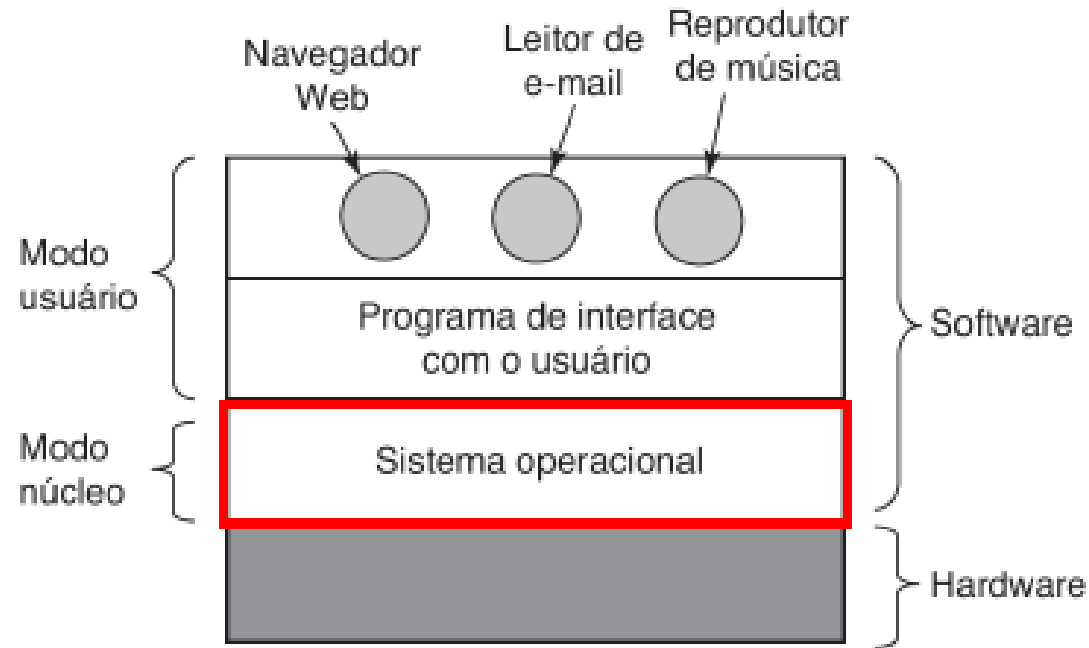 Navegador
Web
Leitor de
e-mail
Reprodutor
de música
Modo
usuário
Programa de interface
com o usuário
Software
Modo
núcleo
Sistema operacional
Hardware